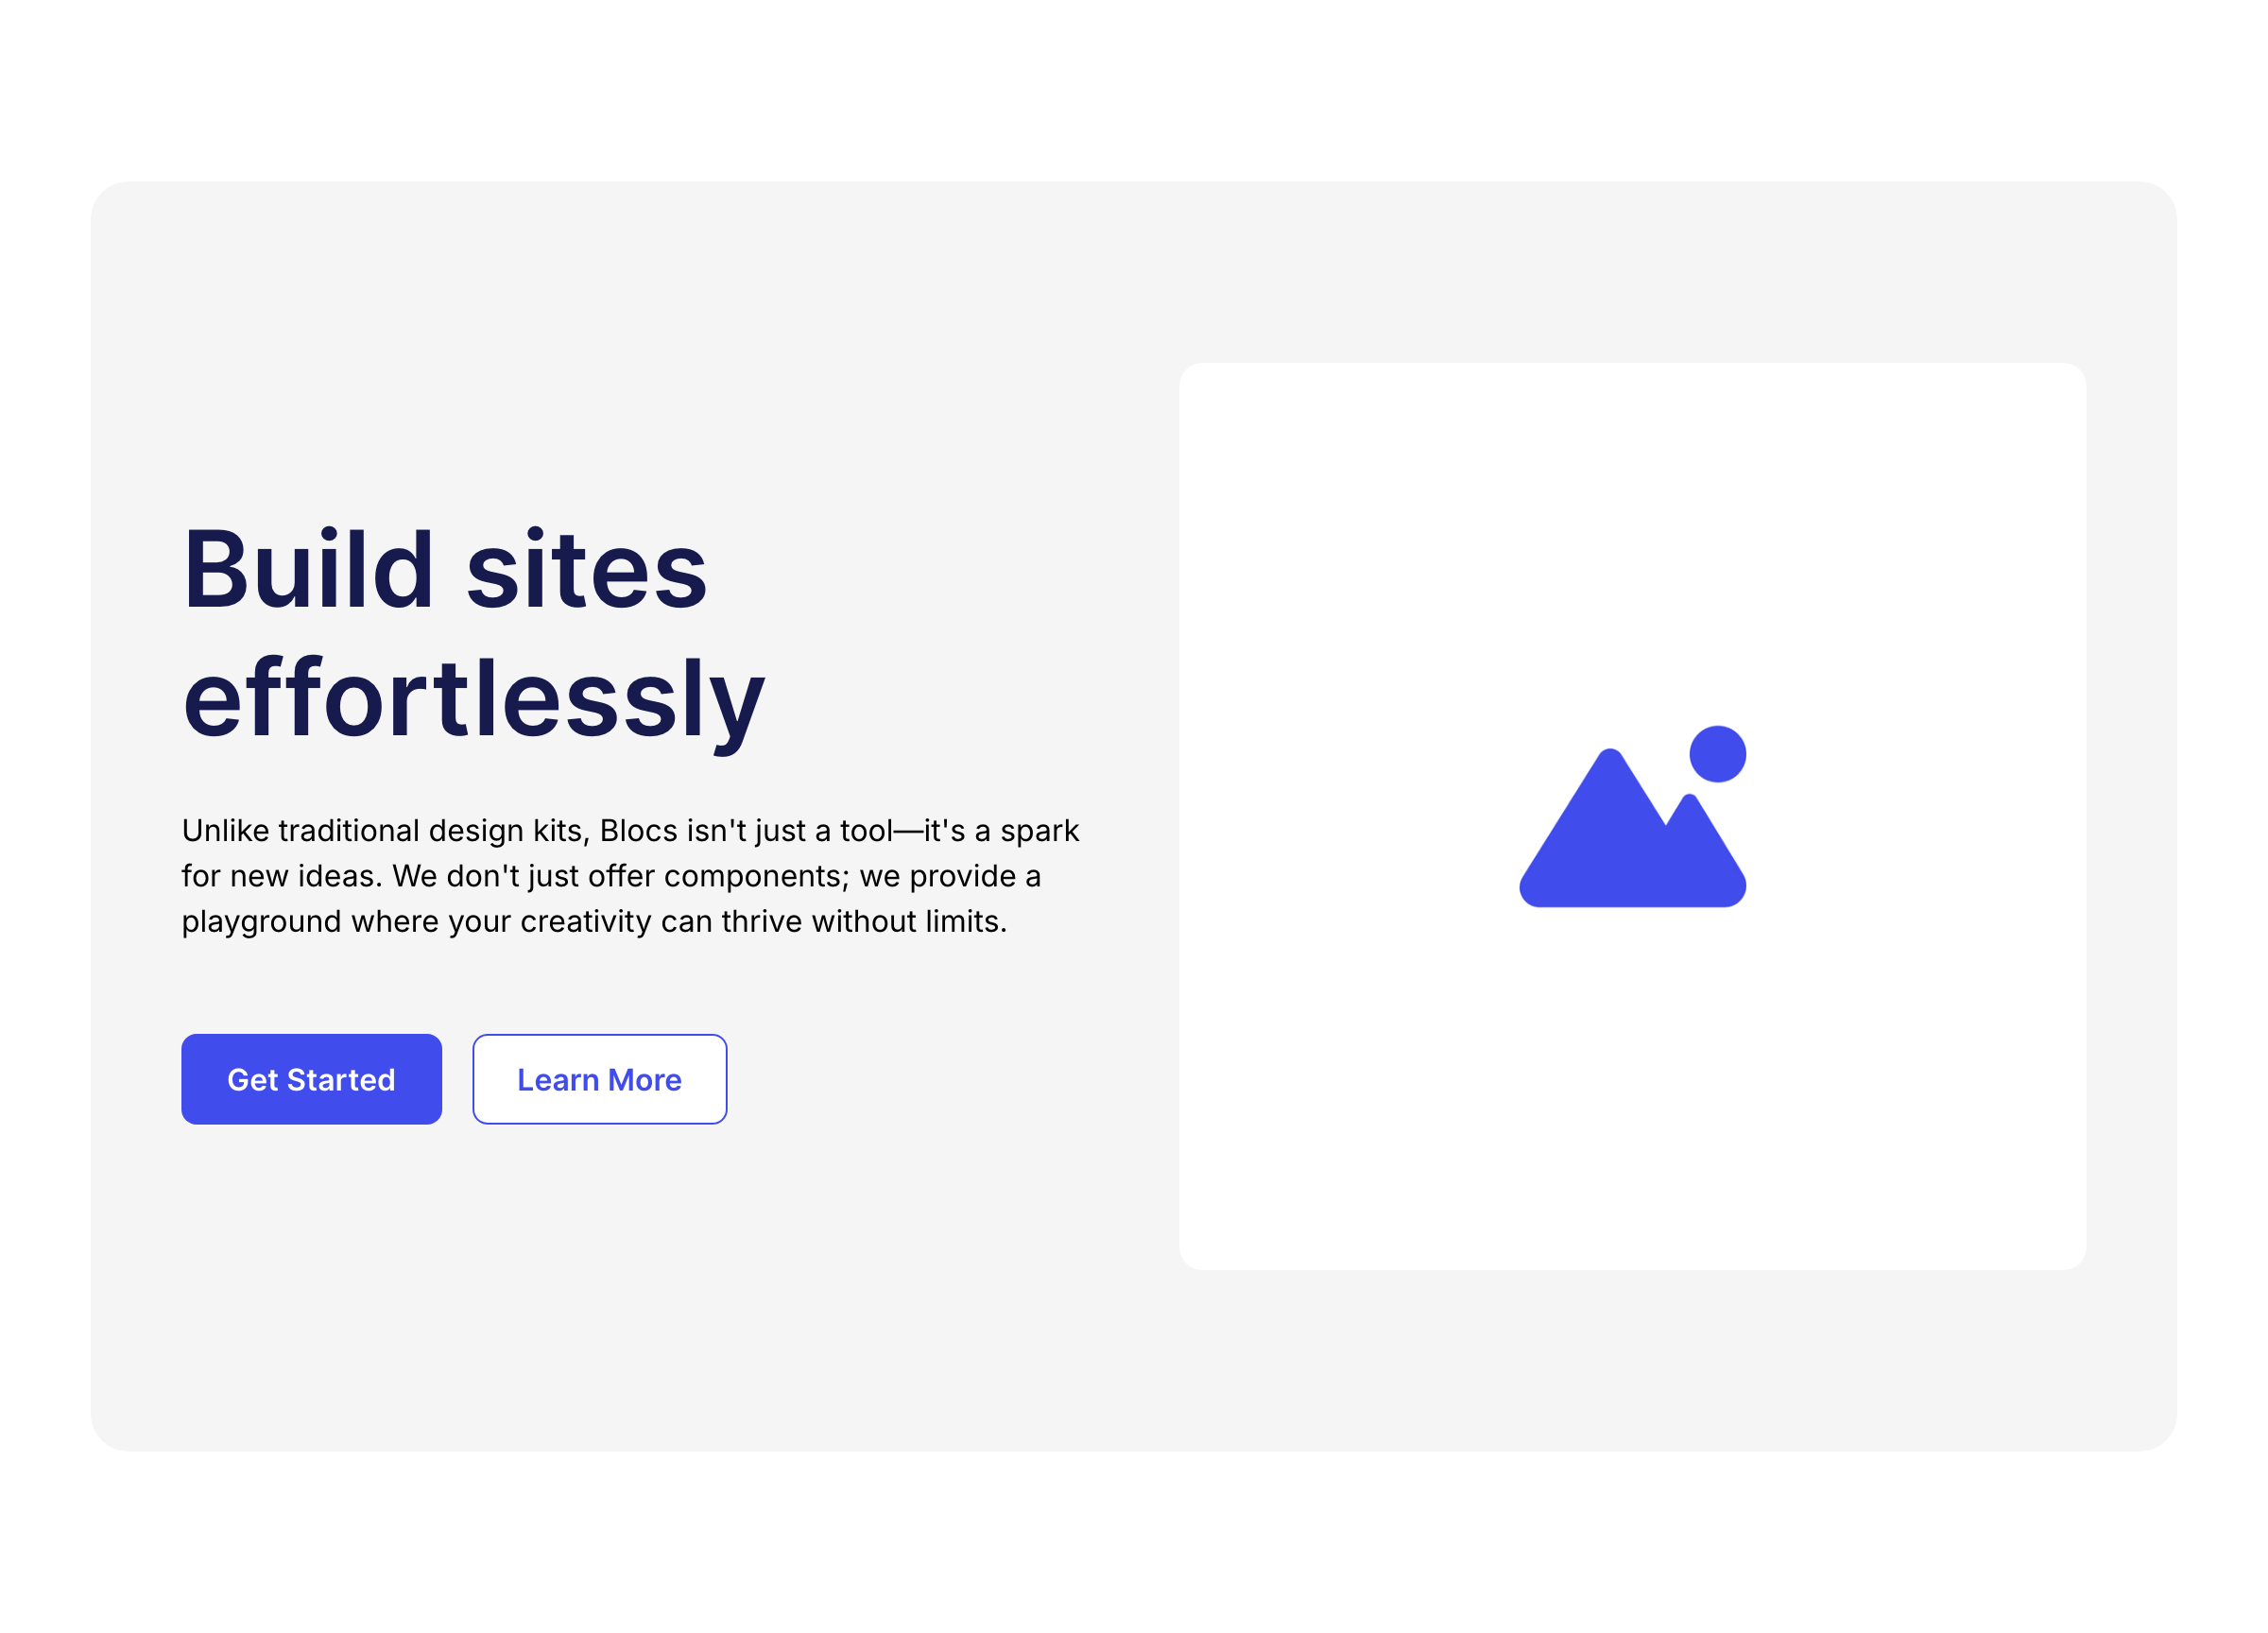 Build sites
effortlessly
Unlike traditional design kits, Blocs isn't just a tool—it's a spark
for new ideas. We don't just offer components; we provide a
playground where your creativity can thrive without limits.
Get Started
Learn More